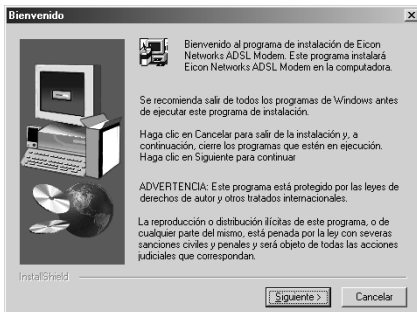 Bienvenido
Bienvenido al programa de instalación de Eicon
Networks ADSL Modem. Este programa instalará
Eicon Networks ADSL Modem en la computadora.
Se recomienda salir de todos los programas de Windows antes
de ejecutar este programa de instalación.
Haga clic en Cancelar para salir de la instalación y, a
continuación, cierre los programas que estén en ejecución.
Haga clic en Siguiente para continuar
ADVERTENCIA: Este programa está protegido por las leyes de
derechos de autor y otros tratados internacionales.
La reproducción o distribución ilícitas de este programa, o de
cualquier parte del mismo, está penada por la ley con severas
sanciones civiles y penales y será objeto de todas las acciones
judiciales que correspondan.
InstallShield
Siguiente >
Cancelar